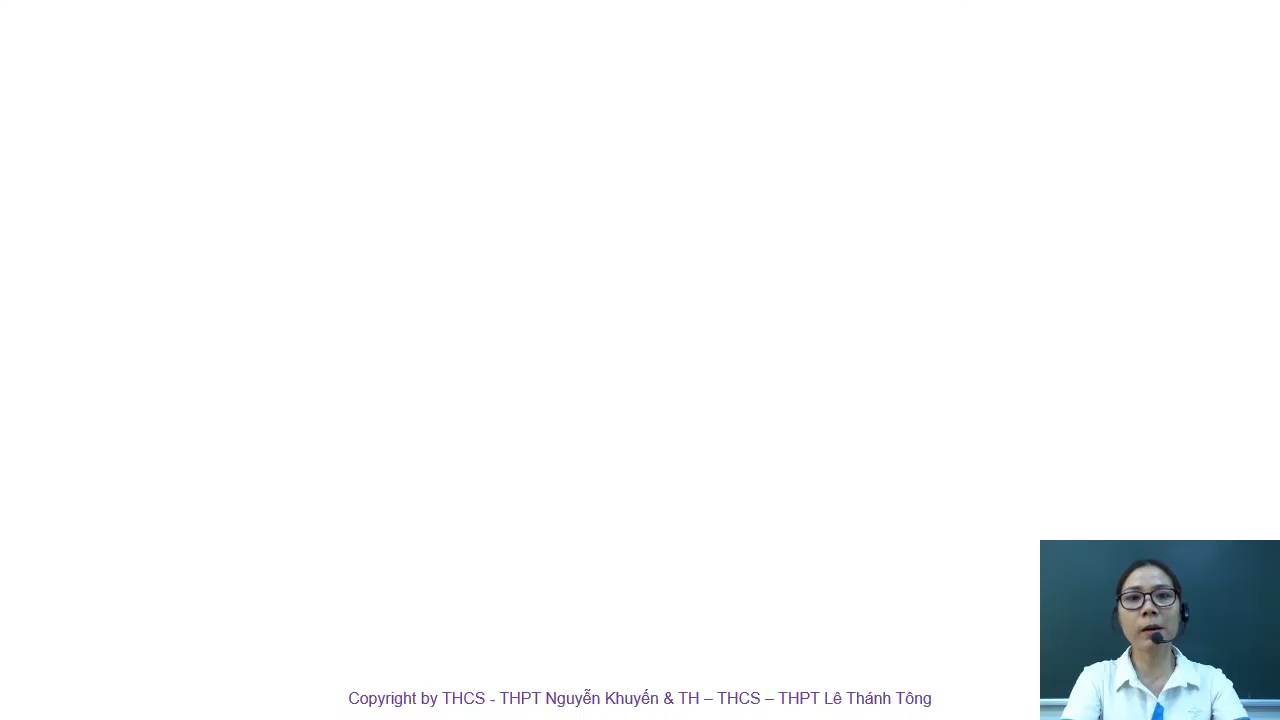 Copyright by THCS - THPT Nguyễn Khuyến & TH – THCS – THPT Lê Thánh Tông